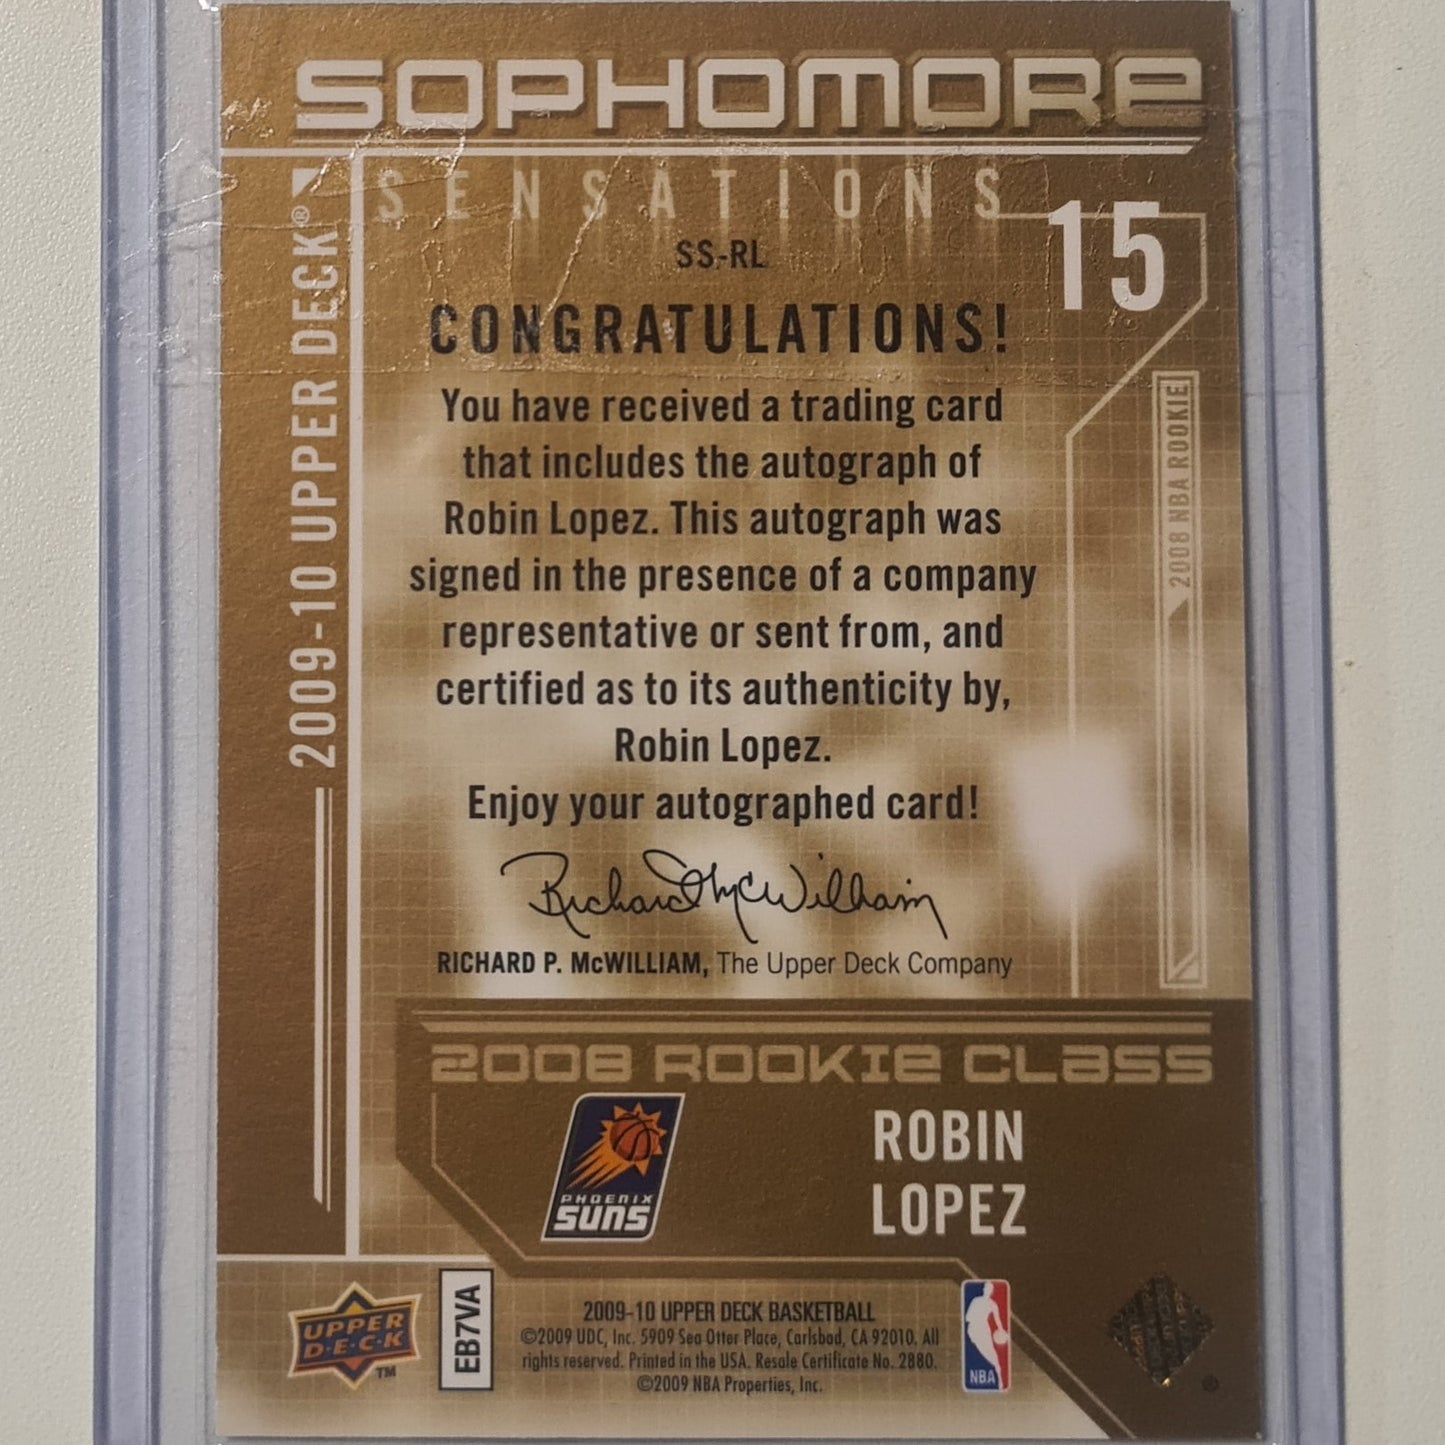 SOPHOMORE
SENSATIONS
SS-RL
15
2009-10 UPPER DECK®
CONGRATULATIONS!
You have received a trading card
that includes the autograph of
Robin Lopez. This autograph was
signed in the presence of a company
representative or sent from, and
certified as to its authenticity by,
Robin Lopez.
Enjoy your autographed card!
Richard McWilliam
RICHARD P. McWILLIAM, The Upper Deck Company
2008 NBA ROOKIE
2008 ROOKIE CLASS
PHOENIX
SUNS
ROBIN
LOPEZ
UPPER
D·E·C·K
TM
EB7VA
2009-10 UPPER DECK BASKETBALL
©2009 UDC, Inc. 5909 Sea Otter Place, Carlsbad, CA 92010. All
rights reserved. Printed in the USA. Resale Certificate No. 2880.
©2009 NBA Properties, Inc.
NBA
®